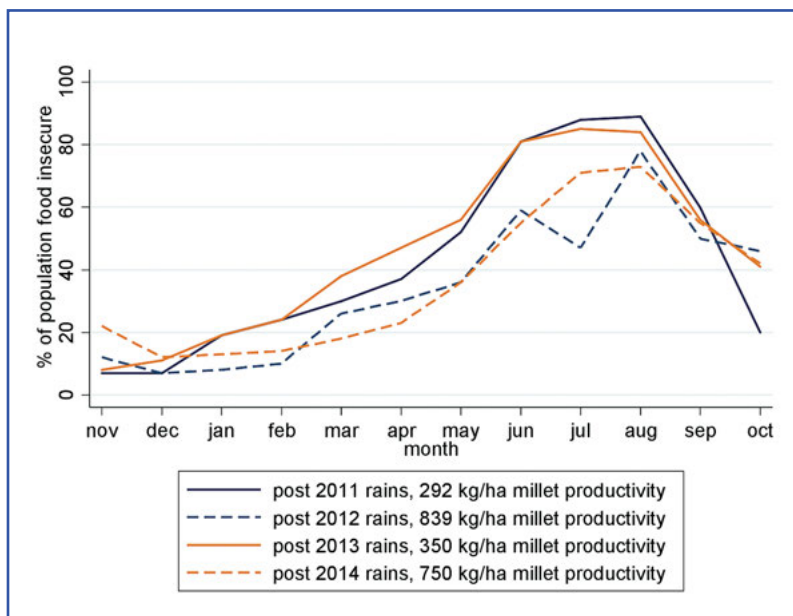 % of population food insecure
100
80
60
40
20
0
nov dec jan feb mar apr may jun jul aug sep oct
month
post 2011 rains, 292 kg/ha millet productivity
post 2012 rains, 839 kg/ha millet productivity
post 2013 rains, 350 kg/ha millet productivity
post 2014 rains, 750 kg/ha millet productivity